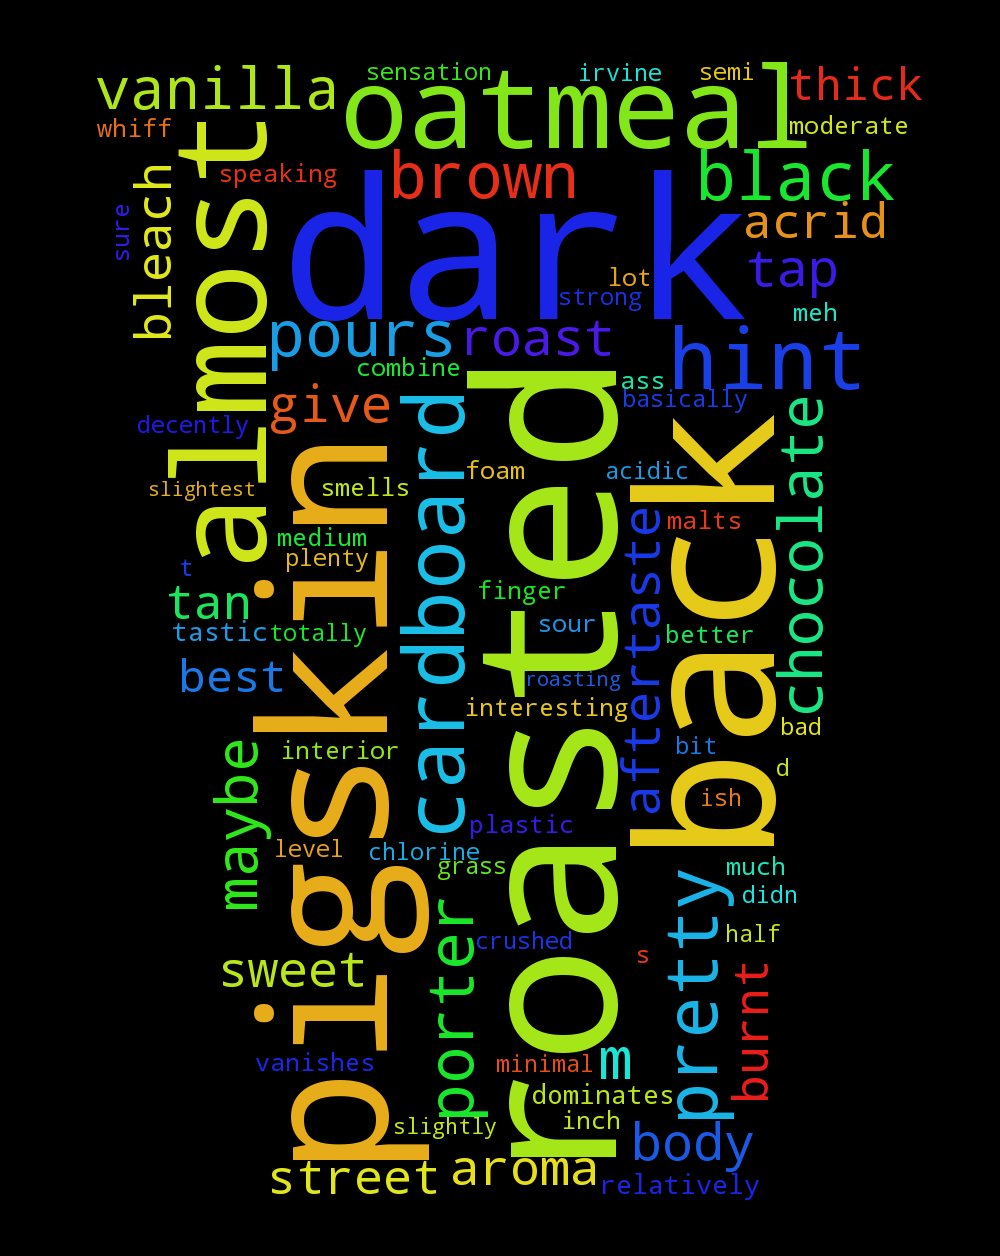 sensation
irvine
semi
vanilla
oatmeal
thick
whiff
moderate
speaking
brown
black
bleach
sure
almost
dark
acrid
tap
lot
strong
meh
pours
roast
hint
combine
ass
basically
give
decently
cardboard
roasted
back
chocolate
foam
acidic
slightest
smells
pigskin
malts
medium
plenty
aftertaste
t
tan
finger
sour
tastic
totally
better
best
roasting
interesting
bad
maybe
interior
bit
d
ish
plastic
level
chlorine
grass
much
pretty
didn
porter
crushed
half
s
burnt
sweet
vanishes
minimal
m
dominates
slightly
inch
body
street
aroma
relatively